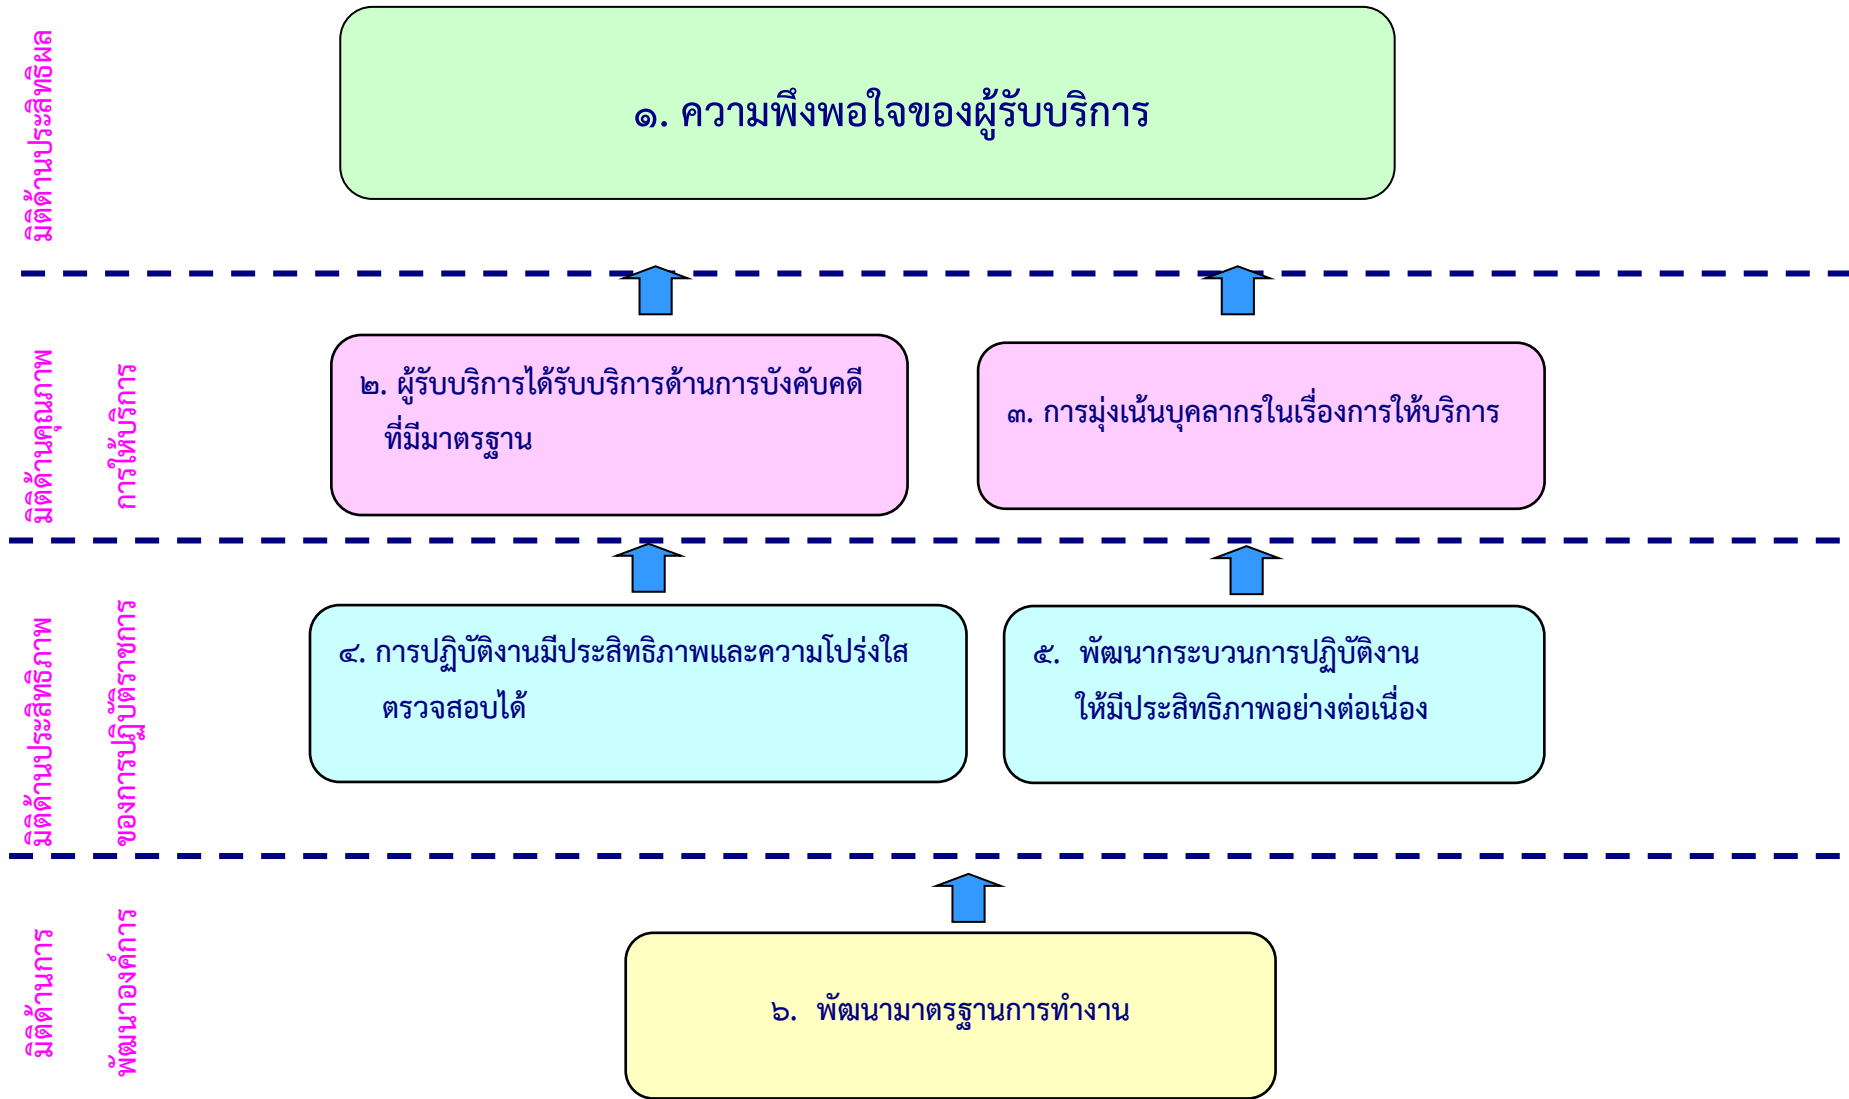 มิติด้านประสิทธิผล
๑. ความพึงพอใจของผู้รับบริการ
มิติด้านคุณภาพ
การให้บริการ
๒. ผู้รับบริการได้รับบริการด้านการบังคับคดี
ที่มีมาตรฐาน
๓. การมุ่งเน้นบุคลากรในเรื่องการให้บริการ
มิติด้านประสิทธิภาพ
ของการปฏิบัติราชการ
๔. การปฏิบัติงานมีประสิทธิภาพและความโปร่งใส
ตรวจสอบได้
๕. พัฒนากระบวนการปฏิบัติงาน
ให้มีประสิทธิภาพอย่างต่อเนื่อง
มิติด้านการ
พัฒนาองค์การ
๖. พัฒนามาตรฐานการทำงาน